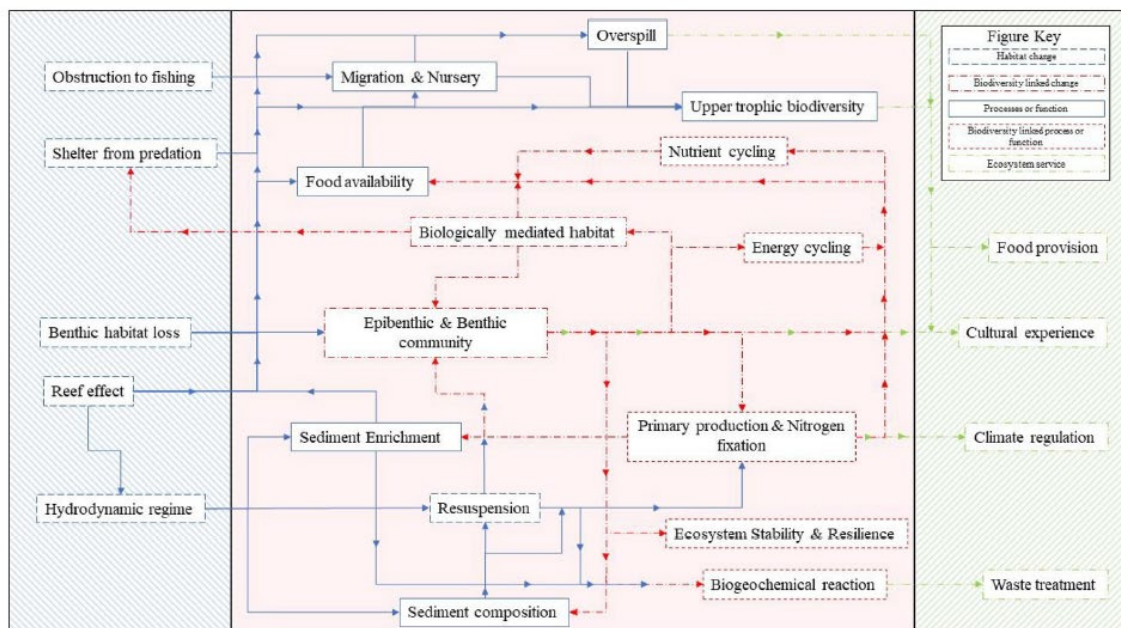 Overspill
Figure Key
Habitat change
Biodiversity linked change
Processes or function
Biodiversity linked process or
function
Ecosystem service
Obstruction to fishing
Migration & Nursery
Upper trophic biodiversity
Shelter from predation
Nutrient cycling
Food availability
Biologically mediated habitat
Energy cycling
Food provision
Benthic habitat loss
Epibenthic & Benthic
community
Cultural experience
Reef effect
Sediment Enrichment
Primary production & Nitrogen
fixation
Climate regulation
Hydrodynamic regime
Resuspension
Ecosystem Stability & Resilience
Biogeochemical reaction
Waste treatment
Sediment composition